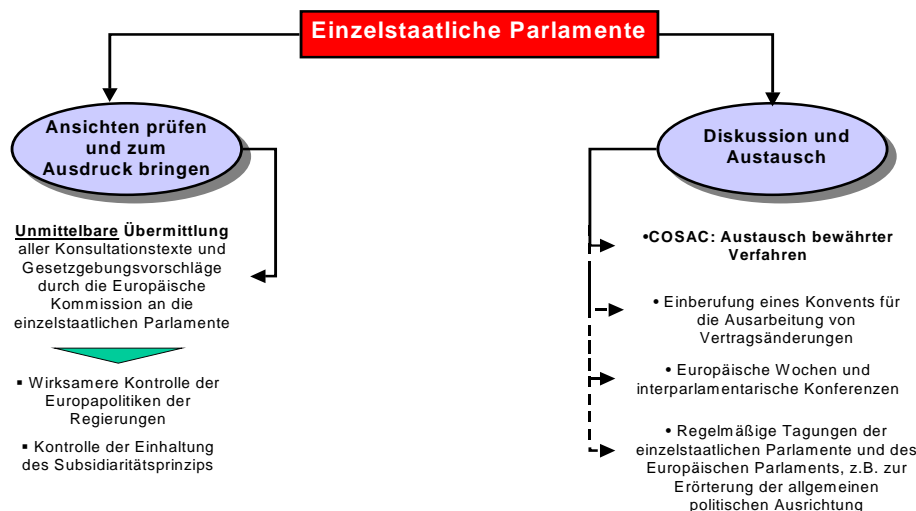 Einzelstaatliche Parlamente
Ansichten prüfen
und zum
Ausdruck bringen
Unmittelbare Übermittlung
aller Konsultationstexte und
Gesetzgebungsvorschläge
durch die Europäische
Kommission an die
einzelstaatlichen Parlamente
▪ Wirksamere Kontrolle der
Europapolitiken der
Regierungen
▪ Kontrolle der Einhaltung
des Subsidiaritätsprinzips
Diskussion und
Austausch
•COSAC: Austausch bewährter
Verfahren
• Einberufung eines Konvents für
die Ausarbeitung von
Vertragsänderungen
• Europäische Wochen und
interparlamentarische Konferenzen
• Regelmäßige Tagungen der
einzelstaatlichen Parlamente und des
Europäischen Parlaments, z.B. zur
Erörterung der allgemeinen
politischen Ausrichtung